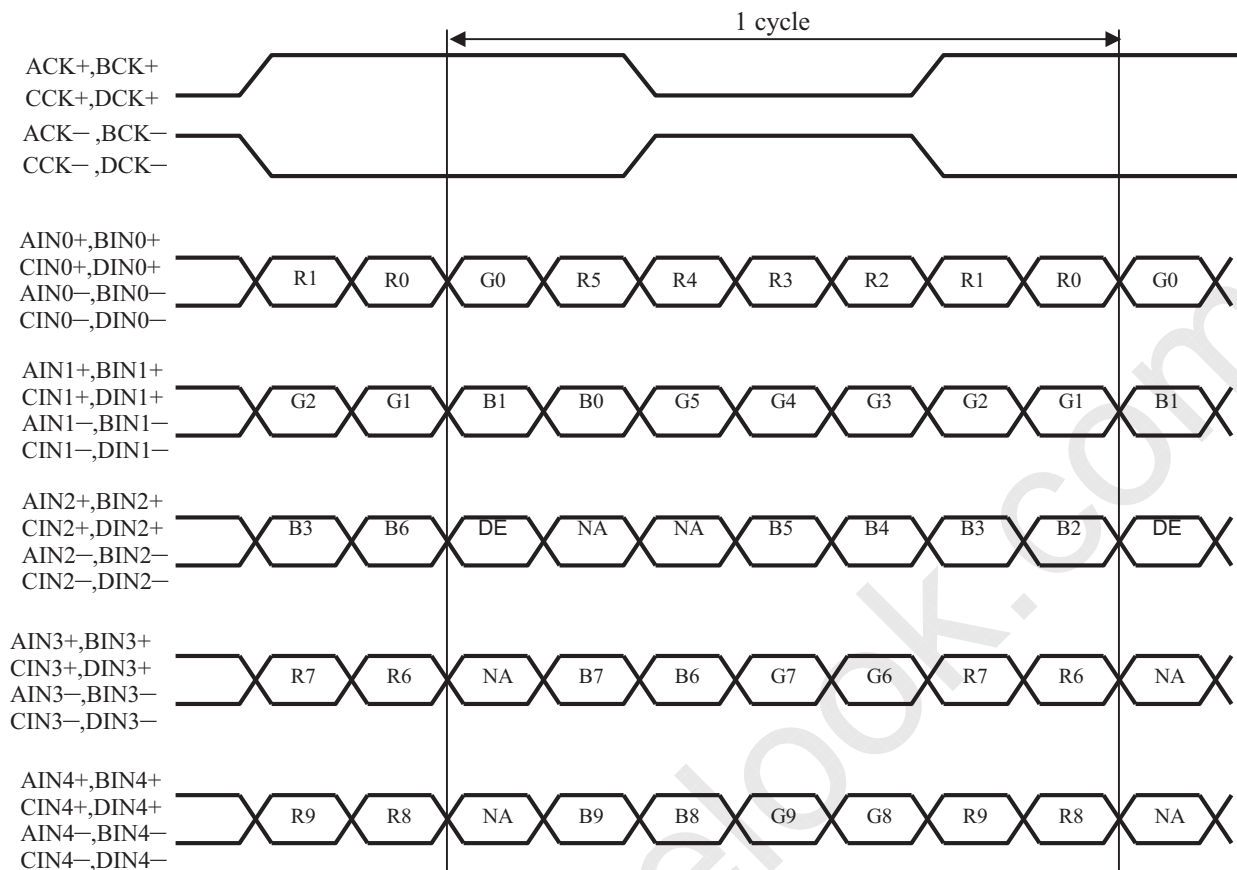 1 cycle
ACK+,BCK+
CCK+,DCK+
ACK−,BCK−
CCK−,DCK−
AIN0+,BIN0+
CIN0+,DIN0+
AIN0−,BIN0−
CIN0−,DIN0−
R1 R0 G0 R5 R4 R3 R2 R1 R0 G0
AIN1+,BIN1+
CIN1+,DIN1+
AIN1−,BIN1−
CIN1−,DIN1−
G2 G1 B1 B0 G5 G4 G3 G2 G1 B1
AIN2+,BIN2+
CIN2+,DIN2+
AIN2−,BIN2−
CIN2−,DIN2−
B3 B6 DE NA NA B5 B4 B3 B2 DE
AIN3+,BIN3+
CIN3+,DIN3+
AIN3−,BIN3−
CIN3−,DIN3−
R7 R6 NA B7 B6 G7 G6 R7 R6 NA
AIN4+,BIN4+
CIN4+,DIN4+
AIN4−,BIN4−
CIN4−,DIN4−
R9 R8 NA B9 B8 G9 G8 R9 R8 NA
elook.com